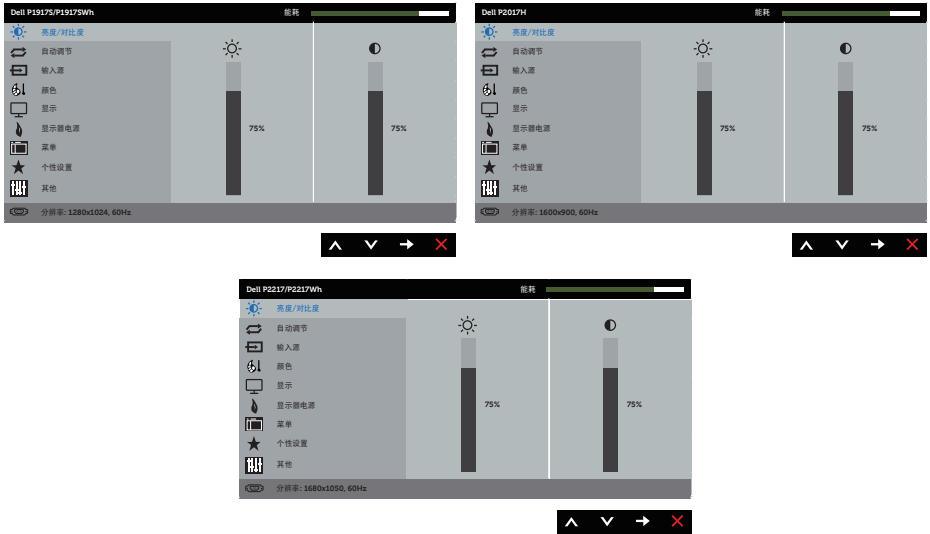 Dell P1917S/P1917SWh 能耗
亮度/对比度
自动调节
输入源
颜色
显示
显示器电源
菜单
个性设置
其他
75% 75%
分辨率: 1280x1024, 60Hz
Dell P2017H 能耗
亮度/对比度
自动调节
输入源
颜色
显示
显示器电源
菜单
个性设置
其他
75% 75%
分辨率: 1600x900, 60Hz
Dell P2217/P2217Wh 能耗
亮度/对比度
自动调节
输入源
颜色
显示
显示器电源
菜单
个性设置
其他
75% 75%
分辨率: 1680x1050, 60Hz